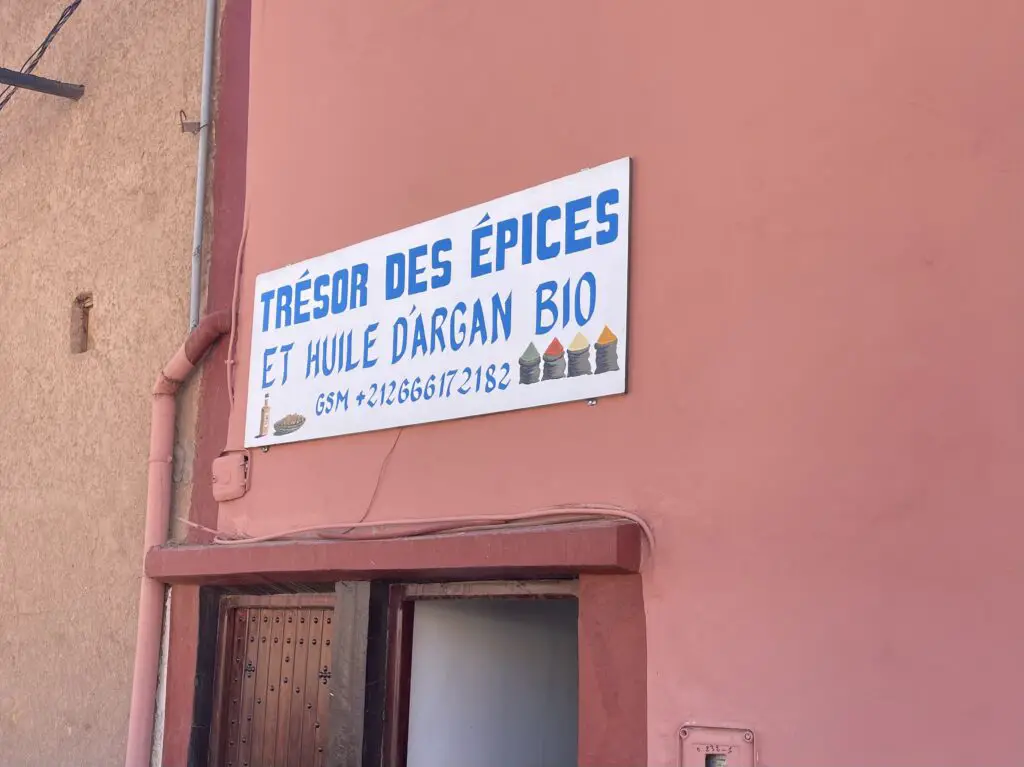 TRÉSOR DES ÉPICES
ET HUILE D'ARGAN BIO
GSM +212666172182